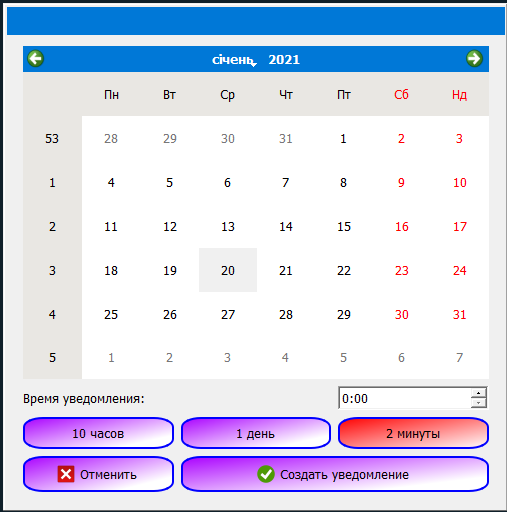 січень, 2021
Пн Вт Ср Чт Пт Сб Нд
53 28 29 30 31 1 2 3
1 4 5 6 7 8 9 10
2 11 12 13 14 15 16 17
3 18 19 20 21 22 23 24
4 25 26 27 28 29 30 31
5 1 2 3 4 5 6 7
Время уведомления: 0:00
10 часов 1 день 2 минуты
Отменить Создать уведомление